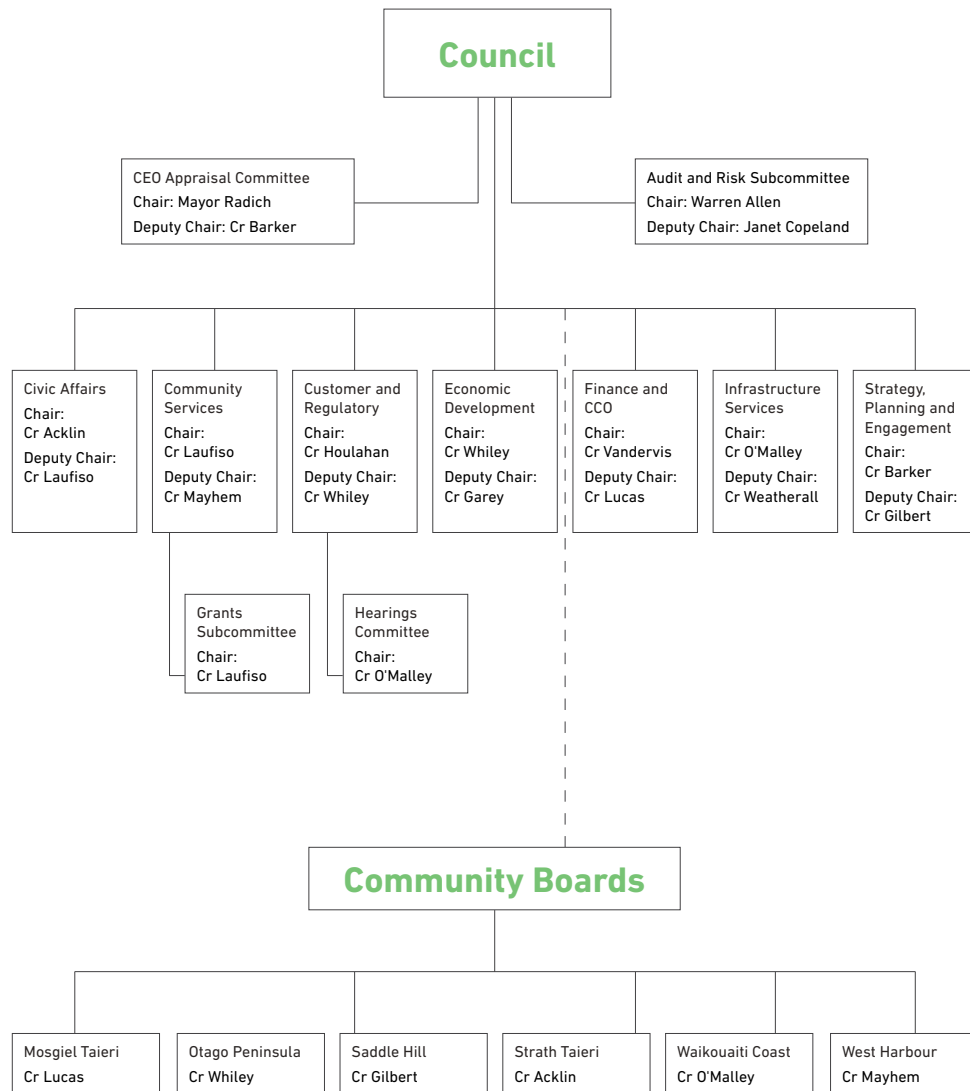 Council
CEO Appraisal Committee
Chair: Mayor Radich
Deputy Chair: Cr Barker
Audit and Risk Subcommittee
Chair: Warren Allen
Deputy Chair: Janet Copeland
Civic Affairs
Chair:
Cr Acklin
Deputy Chair:
Cr Laufiso
Community
Services
Chair:
Cr Laufiso
Deputy Chair:
Cr Mayhem
Customer and
Regulatory
Chair:
Cr Houlahan
Deputy Chair:
Cr Whiley
Economic
Development
Chair:
Cr Whiley
Deputy Chair:
Cr Garey
Finance and
CCO
Chair:
Cr Vandervis
Deputy Chair:
Cr Lucas
Infrastructure
Services
Chair:
Cr O'Malley
Deputy Chair:
Cr Weatherall
Strategy,
Planning and
Engagement
Chair:
Cr Barker
Deputy Chair:
Cr Gilbert
Grants
Subcommittee
Chair:
Cr Laufiso
Hearings
Committee
Chair:
Cr O'Malley
Community Boards
Mosgiel Taieri
Cr Lucas
Otago Peninsula
Cr Whiley
Saddle Hill
Cr Gilbert
Strath Taieri
Cr Acklin
Waikouaiti Coast
Cr O'Malley
West Harbour
Cr Mayhem